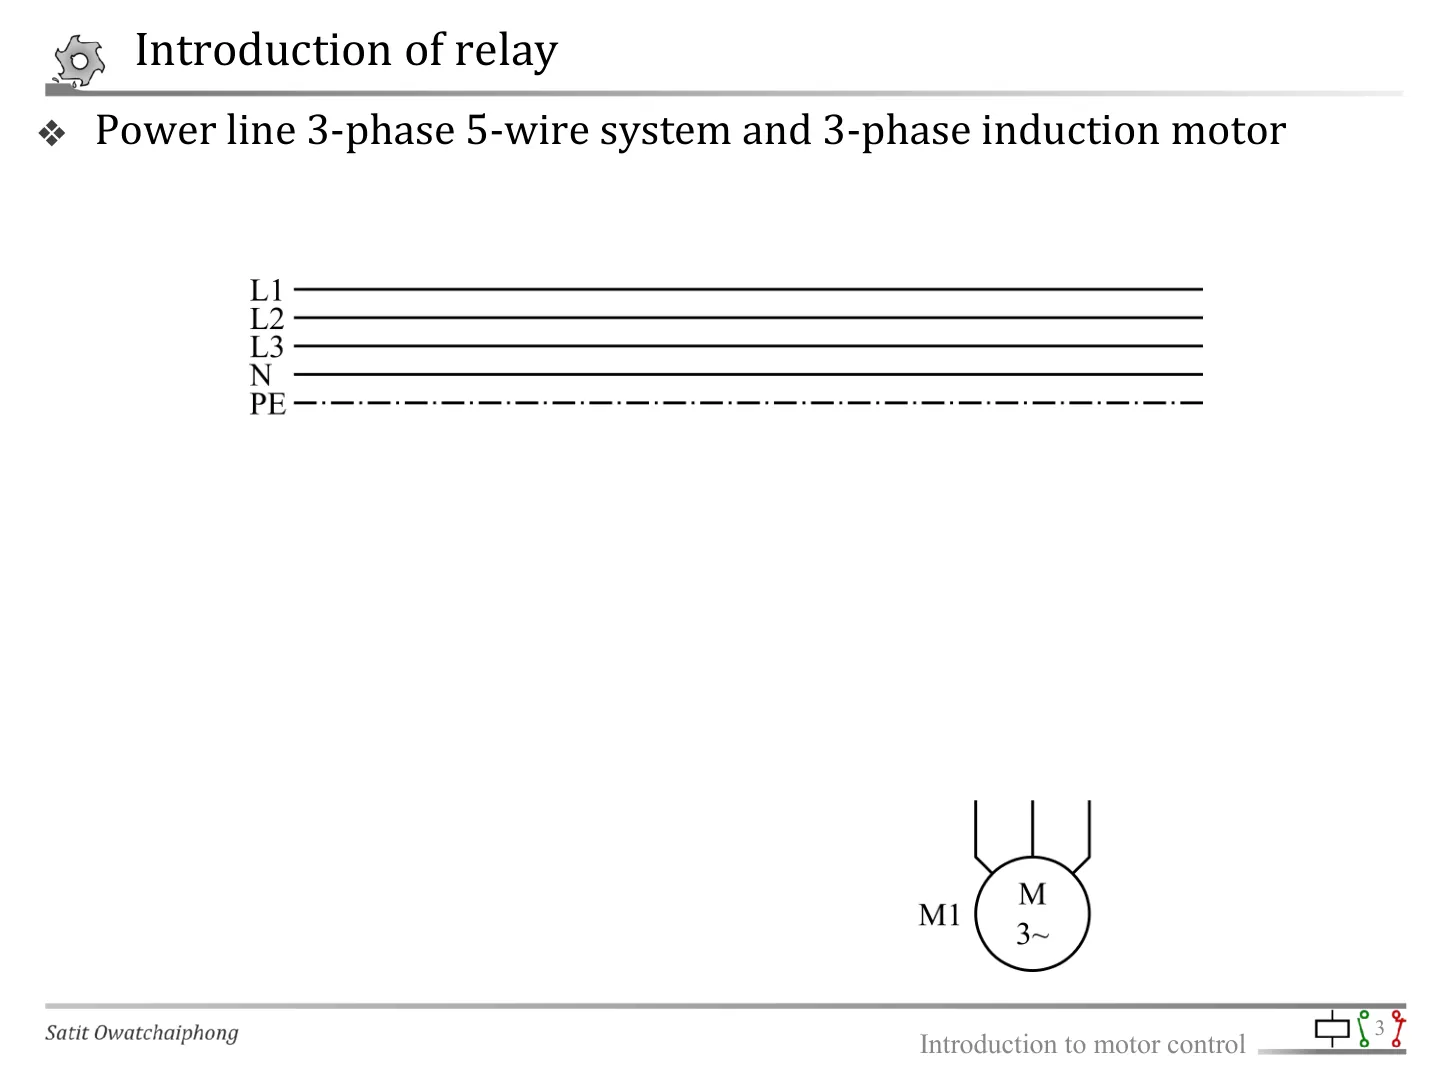 Introduction of relay
Power line 3-phase 5-wire system and 3-phase induction motor
L1
L2
L3
N
PE
M
M1
3~
Satit Owatchaiphong
3
Introduction to motor control